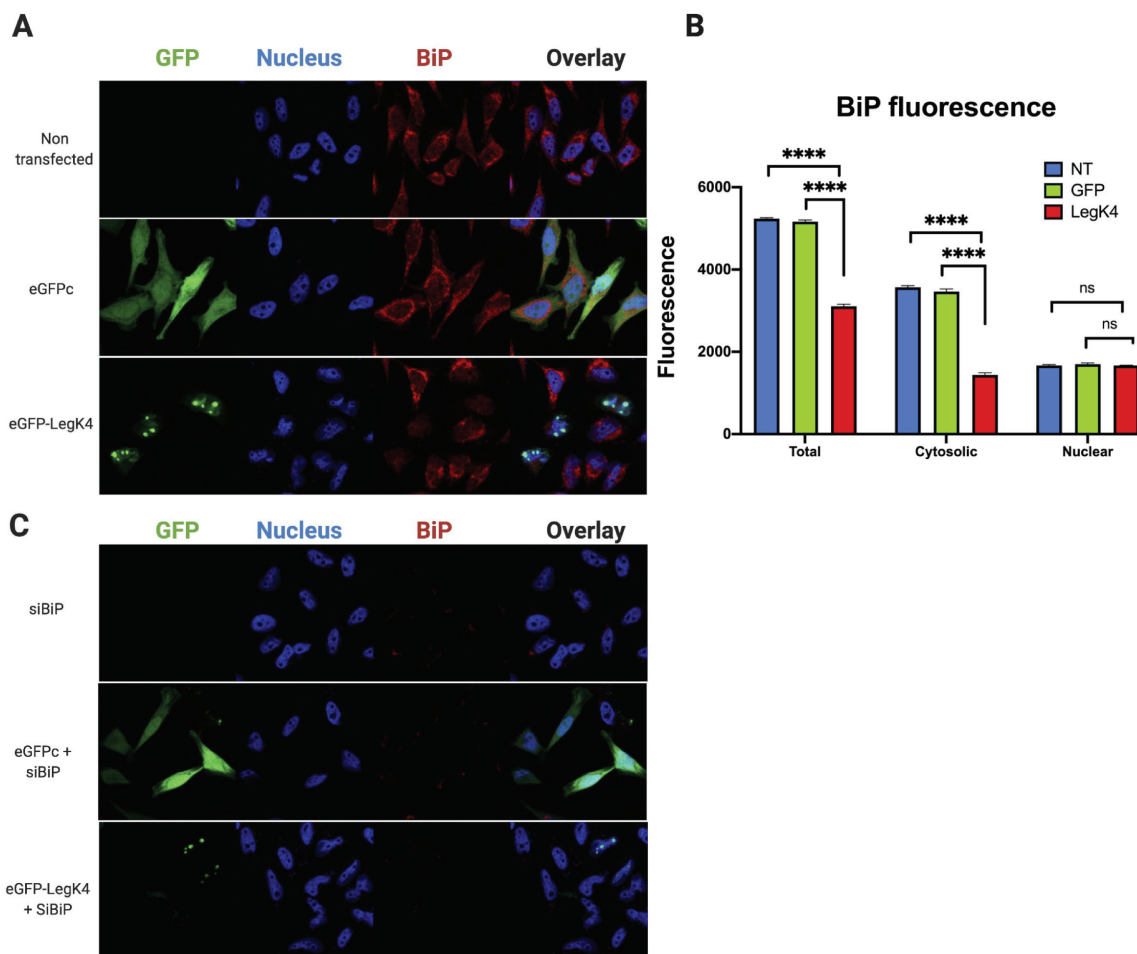 A
GFP Nucleus BiP Overlay
Non
transfected
eGFPc
eGFP-LegK4
B
BiP fluorescence
NT
GFP
LegK4
**** **** **** **** ns ns
Fluorescence
6000
4000
2000
0
Total Cytosolic Nuclear
C
GFP Nucleus BiP Overlay
siBiP
eGFPc +
siBiP
eGFP-LegK4
+ SiBiP